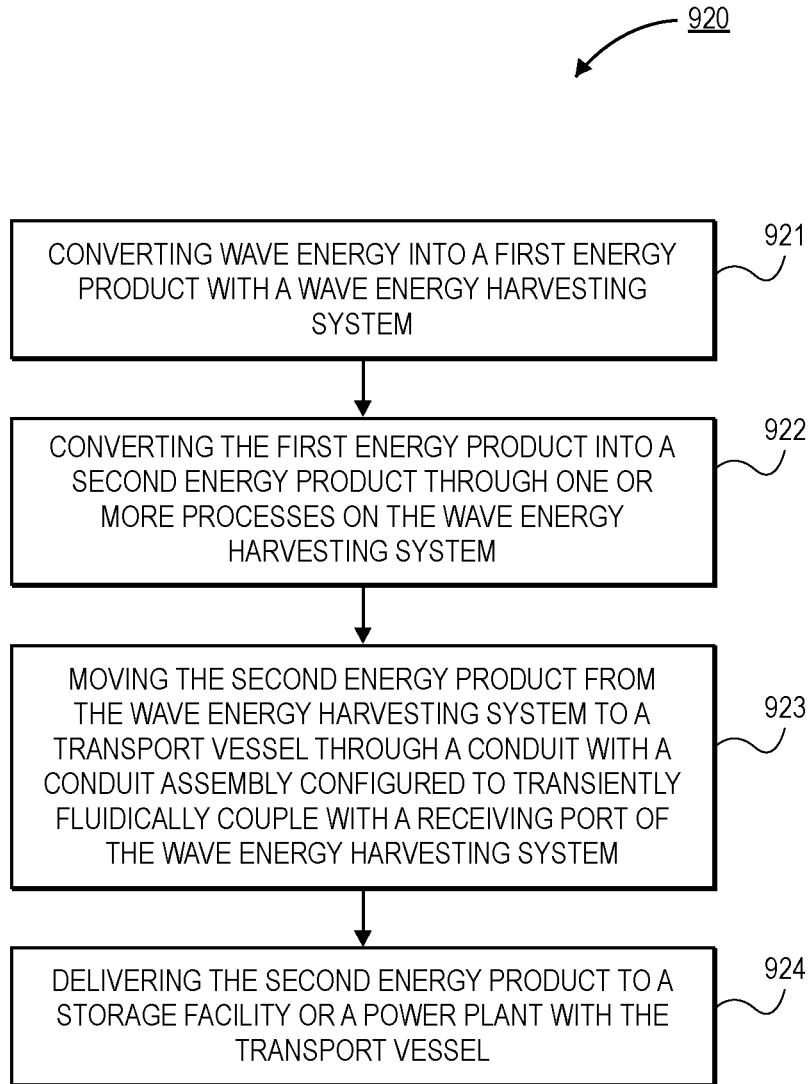 920
CONVERTING WAVE ENERGY INTO A FIRST ENERGY
PRODUCT WITH A WAVE ENERGY HARVESTING
SYSTEM
921
CONVERTING THE FIRST ENERGY PRODUCT INTO A
SECOND ENERGY PRODUCT THROUGH ONE OR
MORE PROCESSES ON THE WAVE ENERGY
HARVESTING SYSTEM
922
MOVING THE SECOND ENERGY PRODUCT FROM
THE WAVE ENERGY HARVESTING SYSTEM TO A
TRANSPORT VESSEL THROUGH A CONDUIT WITH A
CONDUIT ASSEMBLY CONFIGURED TO TRANSIENTLY
FLUIDICALLY COUPLE WITH A RECEIVING PORT OF
THE WAVE ENERGY HARVESTING SYSTEM
923
DELIVERING THE SECOND ENERGY PRODUCT TO A
STORAGE FACILITY OR A POWER PLANT WITH THE
TRANSPORT VESSEL
924